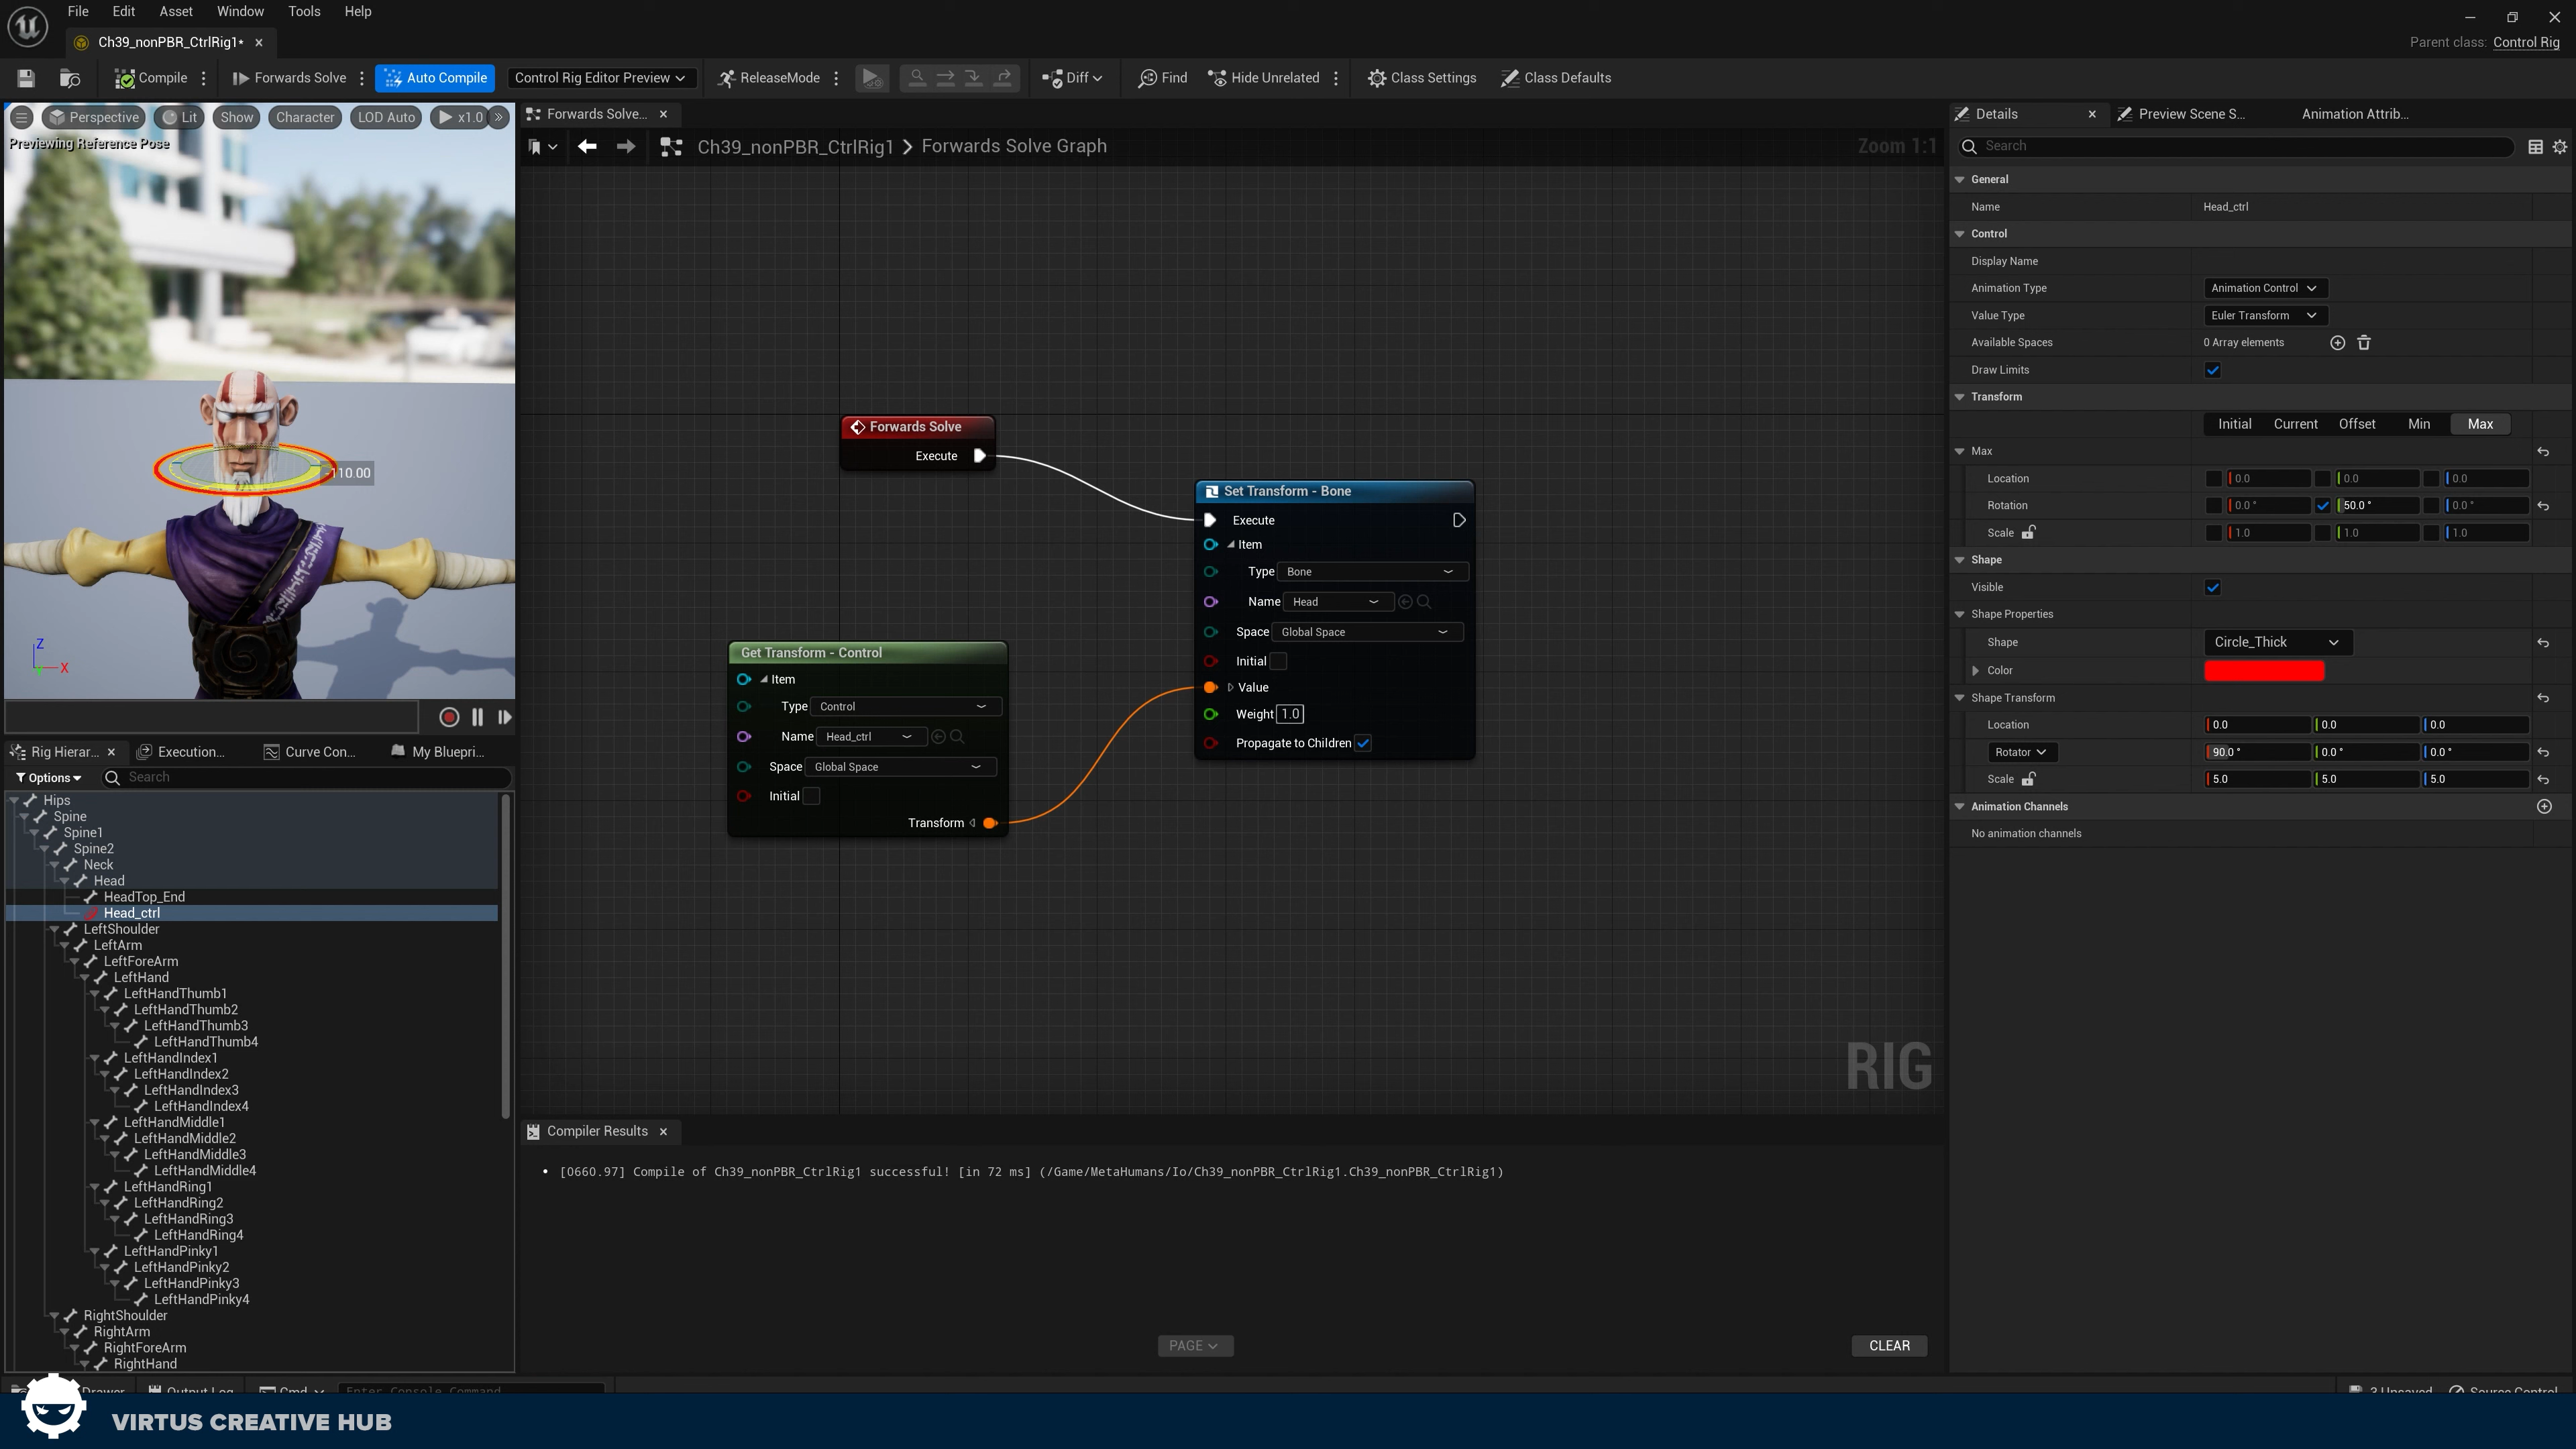 File Edit Asset Window Tools Help
Ch39_nonPBR_CtrlRig1*
Parent class: Control Rig
Compile Forwards Solve Auto Compile Control Rig Editor Preview ReleaseMode Diff Find Hide Unrelated Class Settings Class Defaults
Perspective Lit Show Character LOD Auto x1.0
Previewing Reference Pose
110.00
Z
X
Rig Hierar... Execution... Curve Con... My Bluepri...
Options Search
Hips
Spine
Spine1
Spine2
Neck
Head
HeadTop_End
Head_ctrl
LeftShoulder
LeftArm
LeftForeArm
LeftHand
LeftHandThumb1
LeftHandThumb2
LeftHandThumb3
LeftHandThumb4
LeftHandIndex1
LeftHandIndex2
LeftHandIndex3
LeftHandIndex4
LeftHandMiddle1
LeftHandMiddle2
LeftHandMiddle3
LeftHandMiddle4
LeftHandRing1
LeftHandRing2
LeftHandRing3
LeftHandRing4
LeftHandPinky1
LeftHandPinky2
LeftHandPinky3
LeftHandPinky4
RightShoulder
RightArm
RightForeArm
RightHand
Forwards Solve...
Ch39_nonPBR_CtrlRig1 Forwards Solve Graph
Zoom 1:1
Forwards Solve
Execute
Get Transform - Control
Item
Type Control
Name Head_ctrl
Space Global Space
Initial
Transform
Set Transform - Bone
Execute
Item
Type Bone
Name Head
Space Global Space
Initial
Value
Weight 1.0
Propagate to Children
RIG
Compiler Results
[0660.97] Compile of Ch39_nonPBR_CtrlRig1 successful! [in 72 ms] (/Game/MetaHumans/Io/Ch39_nonPBR_CtrlRig1.Ch39_nonPBR_CtrlRig1)
PAGE
CLEAR
Details Preview Scene S... Animation Attrib...
Search
General
Name Head_ctrl
Control
Display Name
Animation Type Animation Control
Value Type Euler Transform
Available Spaces 0 Array elements
Draw Limits
Transform
Initial Current Offset Min Max
Max
Location 0.0 0.0 0.0
Rotation 0.0 ° 50.0 ° 0.0 °
Scale 1.0 1.0 1.0
Shape
Visible
Shape Properties
Shape Circle_Thick
Color
Shape Transform
Location 0.0 0.0 0.0
Rotator 90.0 ° 0.0 ° 0.0 °
Scale 5.0 5.0 5.0
Animation Channels
No animation channels
Drawer Output Log Cmd Enter Console Command
3 Unsaved Source Control
VIRTUS CREATIVE HUB